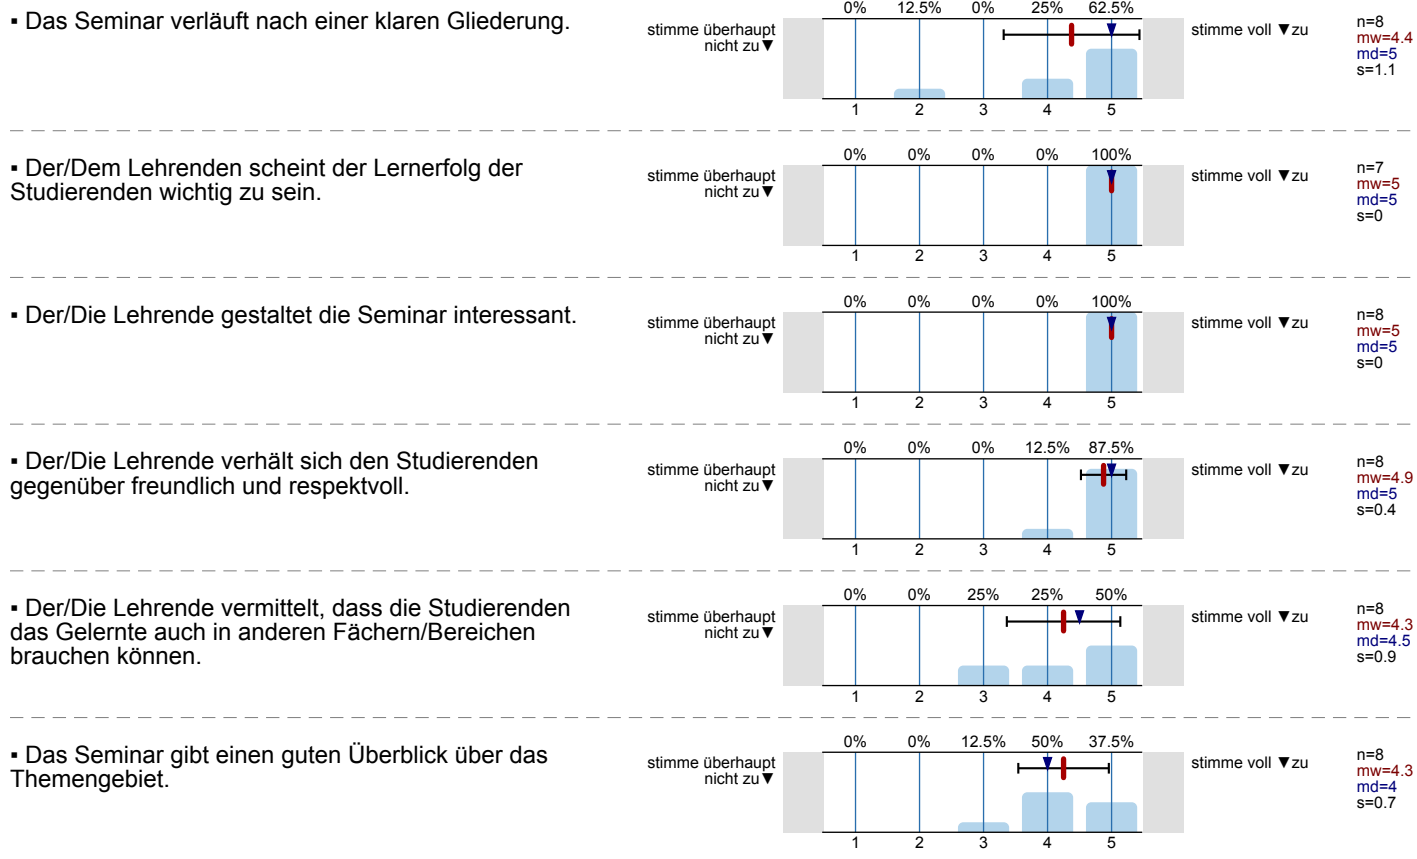 ▪ Das Seminar verläuft nach einer klaren Gliederung.
stimme überhaupt
nicht zu▼
0% 12.5% 0% 25% 62.5%
1 2 3 4 5
stimme voll ▼zu
n=8
mw=4.4
md=5
s=1.1
▪ Der/Dem Lehrenden scheint der Lernerfolg der
Studierenden wichtig zu sein.
stimme überhaupt
nicht zu▼
0% 0% 0% 0% 100%
1 2 3 4 5
stimme voll ▼zu
n=7
mw=5
md=5
s=0
▪ Der/Die Lehrende gestaltet die Seminar interessant.
stimme überhaupt
nicht zu▼
0% 0% 0% 0% 100%
1 2 3 4 5
stimme voll ▼zu
n=8
mw=5
md=5
s=0
▪ Der/Die Lehrende verhält sich den Studierenden
gegenüber freundlich und respektvoll.
stimme überhaupt
nicht zu▼
0% 0% 0% 12.5% 87.5%
1 2 3 4 5
stimme voll ▼zu
n=8
mw=4.9
md=5
s=0.4
▪ Der/Die Lehrende vermittelt, dass die Studierenden
das Gelernte auch in anderen Fächern/Bereichen
brauchen können.
stimme überhaupt
nicht zu▼
0% 0% 25% 25% 50%
1 2 3 4 5
stimme voll ▼zu
n=8
mw=4.3
md=4.5
s=0.9
▪ Das Seminar gibt einen guten Überblick über das
Themengebiet.
stimme überhaupt
nicht zu▼
0% 0% 12.5% 50% 37.5%
1 2 3 4 5
stimme voll ▼zu
n=8
mw=4.3
md=4
s=0.7